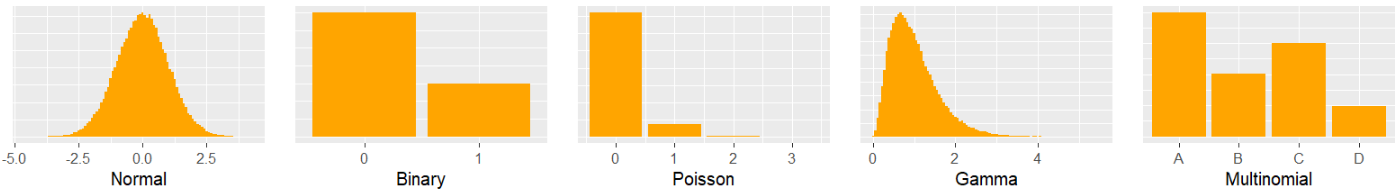 -5.0 -2.5 0.0 2.5
Normal
0 1
Binary
0 1 2 3
Poisson
0 2 4
Gamma
A B C D
Multinomial